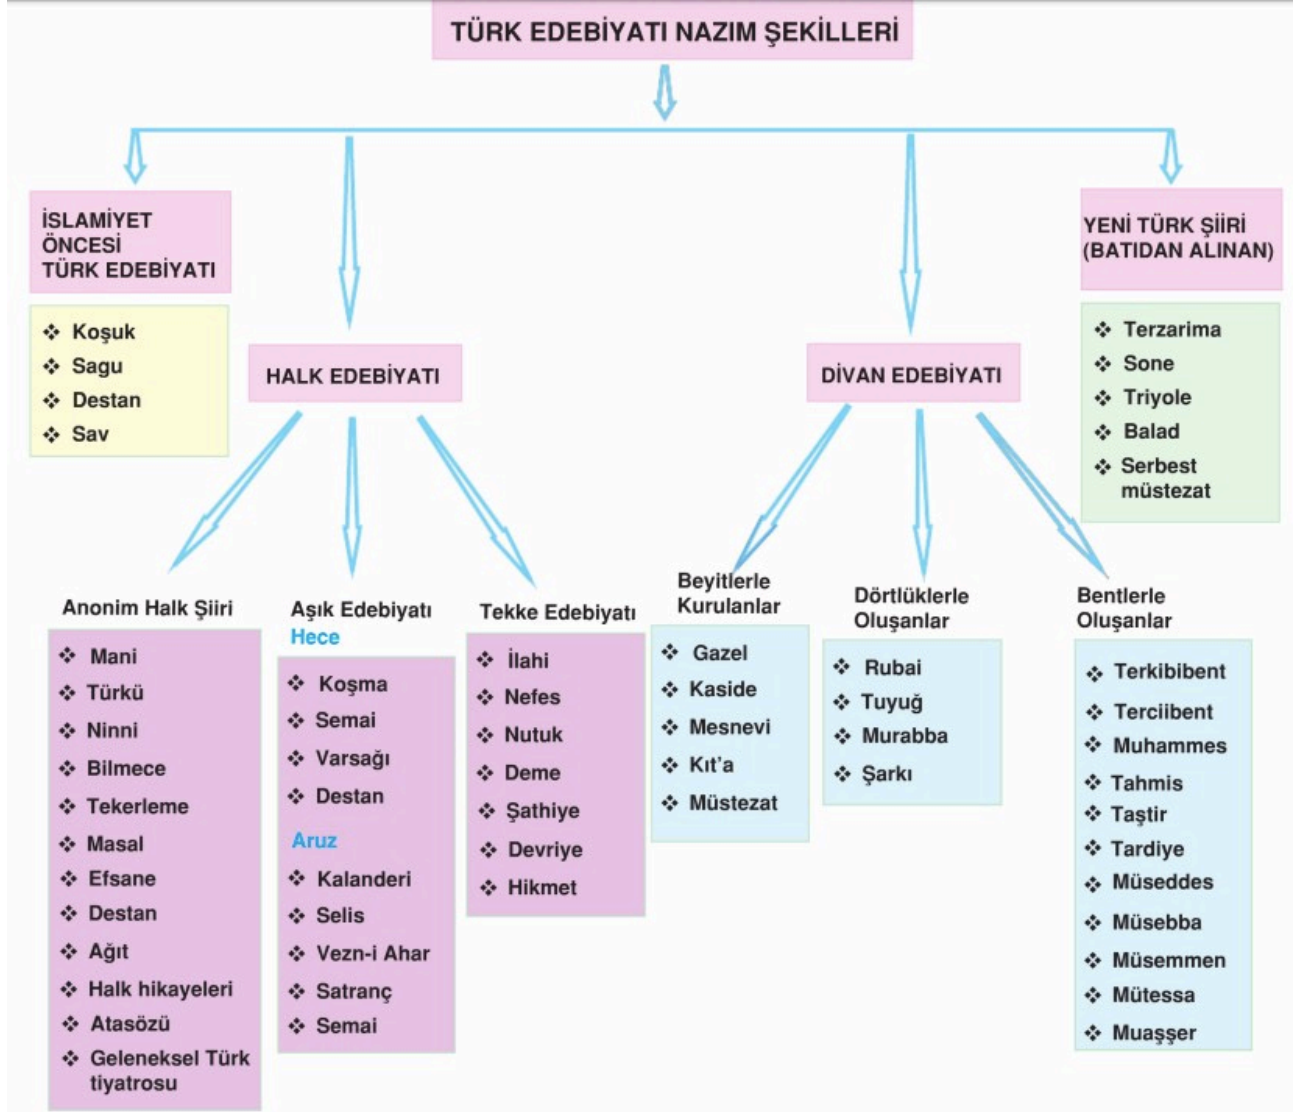 TÜRK EDEBİYATI NAZIM ŞEKİLLERİ
İSLAMİYET
ÖNCESİ
TÜRK EDEBİYATI
Koşuk
Sagu
Destan
Sav
HALK EDEBİYATI
DİVAN EDEBİYATI
YENİ TÜRK ŞİİRİ
(BATIDAN ALINAN)
Terzarima
Sone
Triyole
Balad
Serbest
müstezat
Anonim Halk Şiiri
Mani
Türkü
Ninni
Bilmece
Tekerleme
Masal
Efsane
Destan
Ağıt
Halk hikayeleri
Atasözü
Geleneksel Türk
tiyatrosu
Aşık Edebiyatı
Hece
Koşma
Semai
Varsağı
Destan
Aruz
Kalanderi
Selis
Vezn-i Ahar
Satranç
Semai
Tekke Edebiyatı
İlahi
Nefes
Nutuk
Deme
Şathiye
Devriye
Hikmet
Beyitlerle
Kurulanlar
Gazel
Kaside
Mesnevi
Kıt'a
Müstezat
Dörtlüklerle
Oluşanlar
Rubai
Tuyuğ
Murabba
Şarkı
Bentlerle
Oluşanlar
Terkibibent
Terciibent
Muhammes
Tahmis
Taştir
Tardiye
Müseddes
Müsebba
Müsemmen
Mütessa
Muaşşer